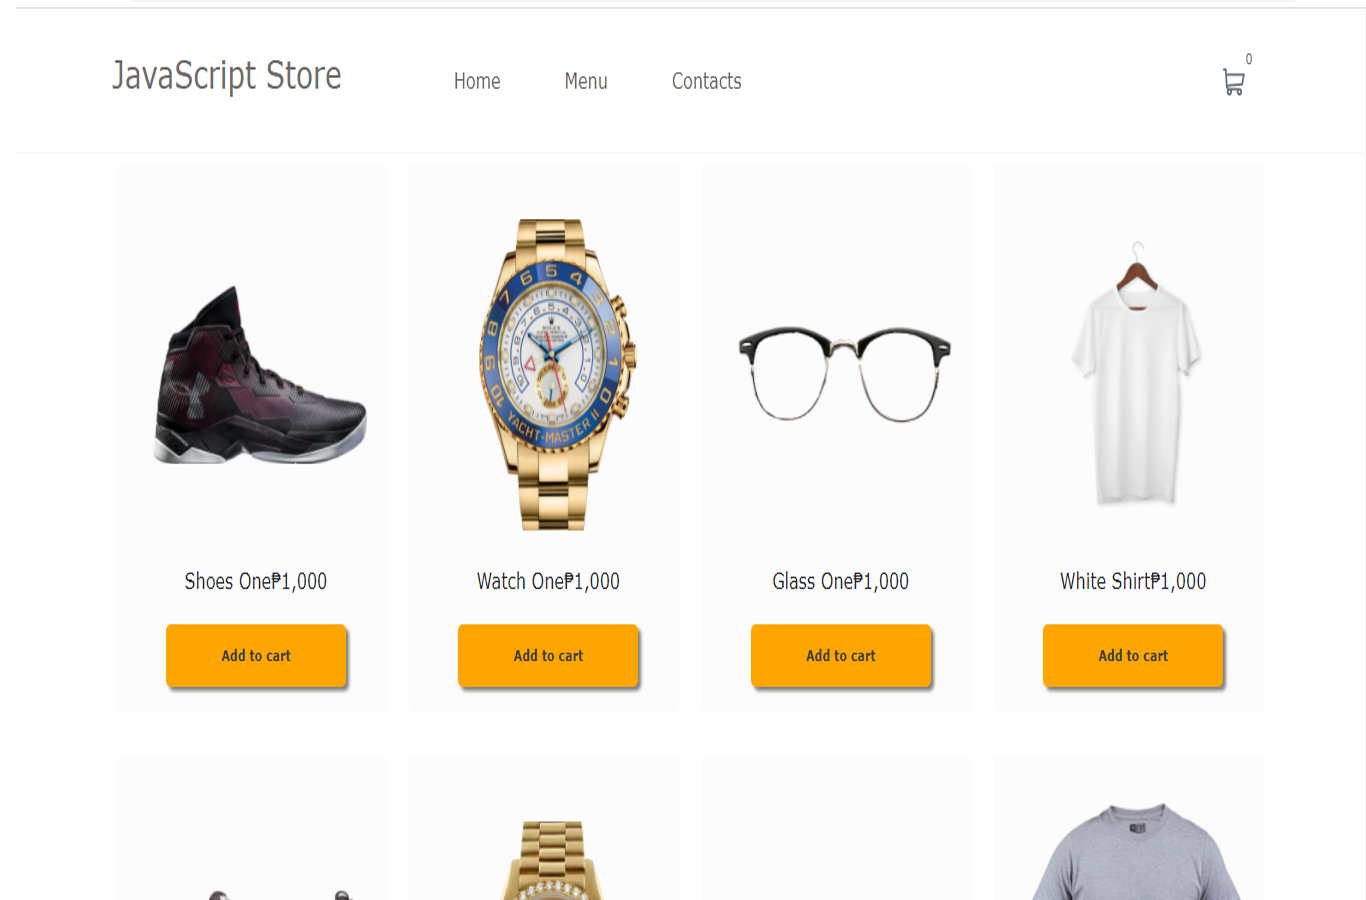 JavaScript Store
Home
Menu
Contacts
0
YACHT-MASTER II
Shoes One₱1,000
Watch One₱1,000
Glass One₱1,000
White Shirt₱1,000
Add to cart
Add to cart
Add to cart
Add to cart